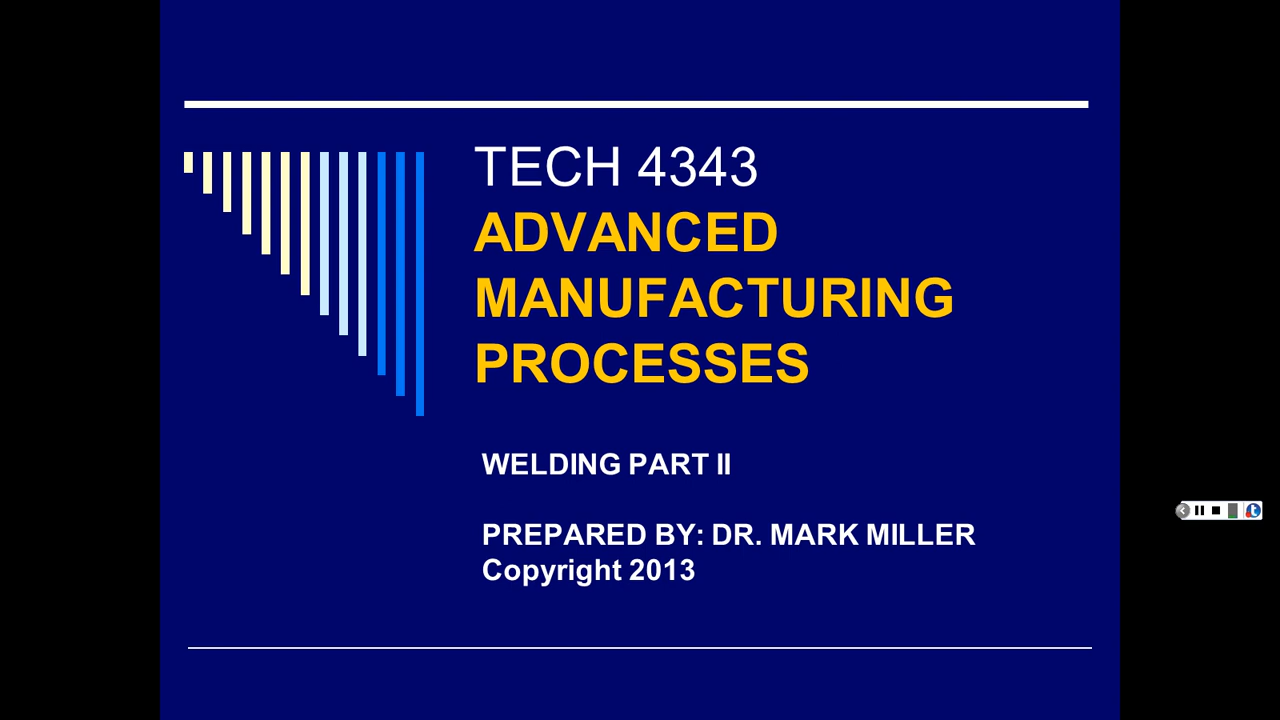 TECH 4343
ADVANCED
MANUFACTURING
PROCESSES
WELDING PART II
PREPARED BY: DR. MARK MILLER
Copyright 2013